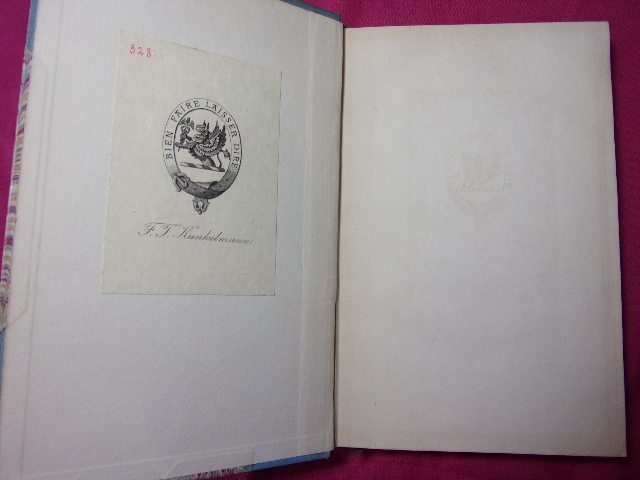 328.
BIEN FAIRE LAISSER DIRE
F. T. Kunkelmann.